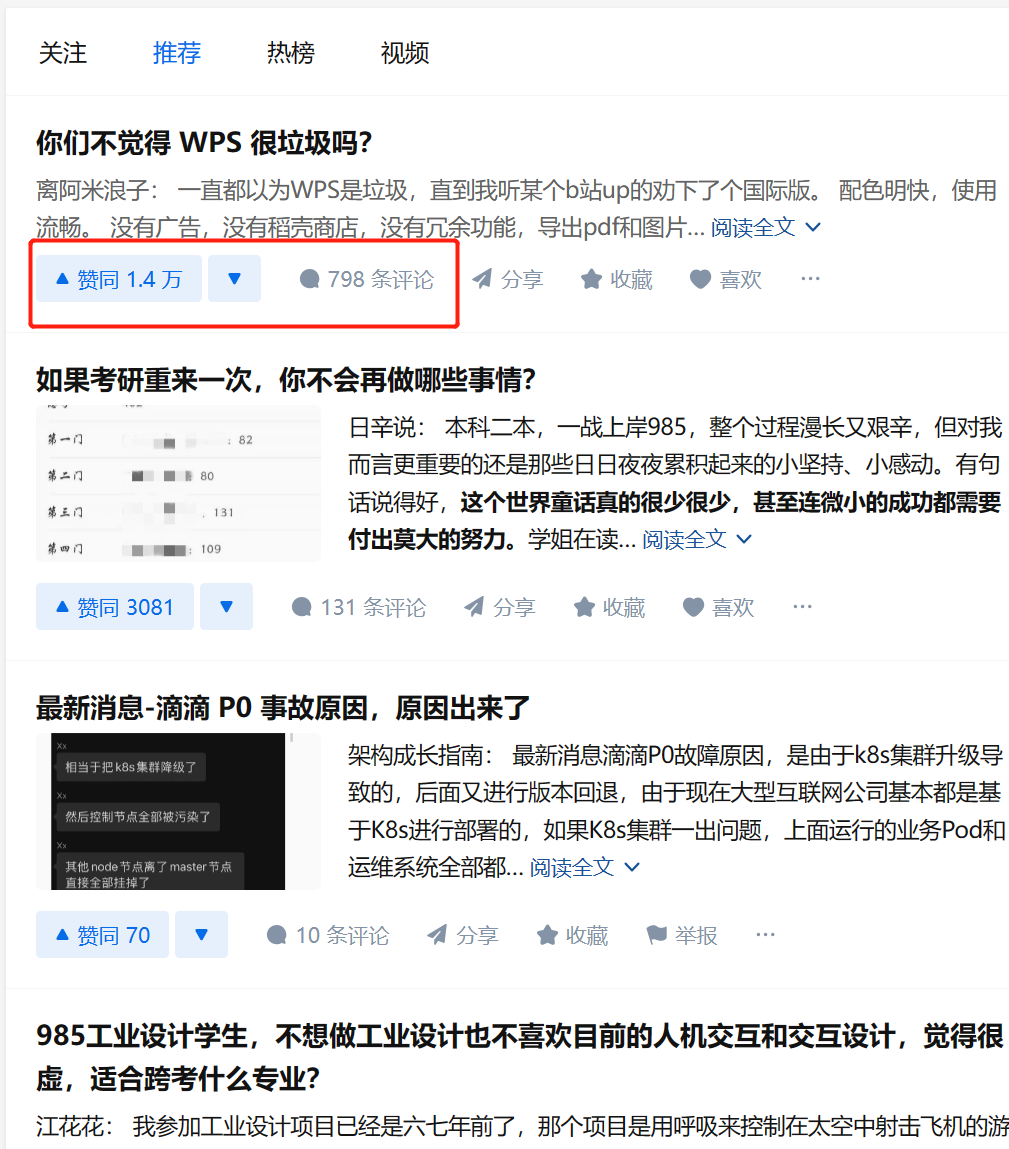 关注 推荐 热榜 视频
你们不觉得 WPS 很垃圾吗?
离阿米浪子： 一直都以为WPS是垃圾，直到我听某个b站up的劝下了个国际版。 配色明快，使用
流畅。 没有广告，没有稻壳商店，没有冗余功能，导出pdf和图片... 阅读全文
赞同 1.4 万 798 条评论 分享 收藏 喜欢 ···
如果考研重来一次，你不会再做哪些事情?
第一门 : 82
第二门 80
第三门 131
第四门 : 109
日辛说： 本科二本，一战上岸985，整个过程漫长又艰辛，但对我
而言更重要的还是那些日日夜夜累积起来的小坚持、小感动。有句
话说得好，这个世界童话真的很少很少，甚至连微小的成功都需要
付出莫大的努力。学姐在读... 阅读全文
赞同 3081 131 条评论 分享 收藏 喜欢 ···
最新消息-滴滴 P0 事故原因，原因出来了
Xx
相当于把k8s集群降级了
Xx
然后控制节点全部被污染了
Xx
其他node节点离了master节点
直接全部挂掉了
架构成长指南： 最新消息滴滴P0故障原因，是由于k8s集群升级导
致的，后面又进行版本回退，由于现在大型互联网公司基本都是基
于K8s进行部署的，如果K8s集群一出问题，上面运行的业务Pod和
运维系统全部都... 阅读全文
赞同 70 10 条评论 分享 收藏 举报 ···
985工业设计学生，不想做工业设计也不喜欢目前的人机交互和交互设计，觉得很
虚，适合跨考什么专业?
江花花： 我参加工业设计项目已经是六七年前了，那个项目是用呼吸来控制在太空中射击飞机的游